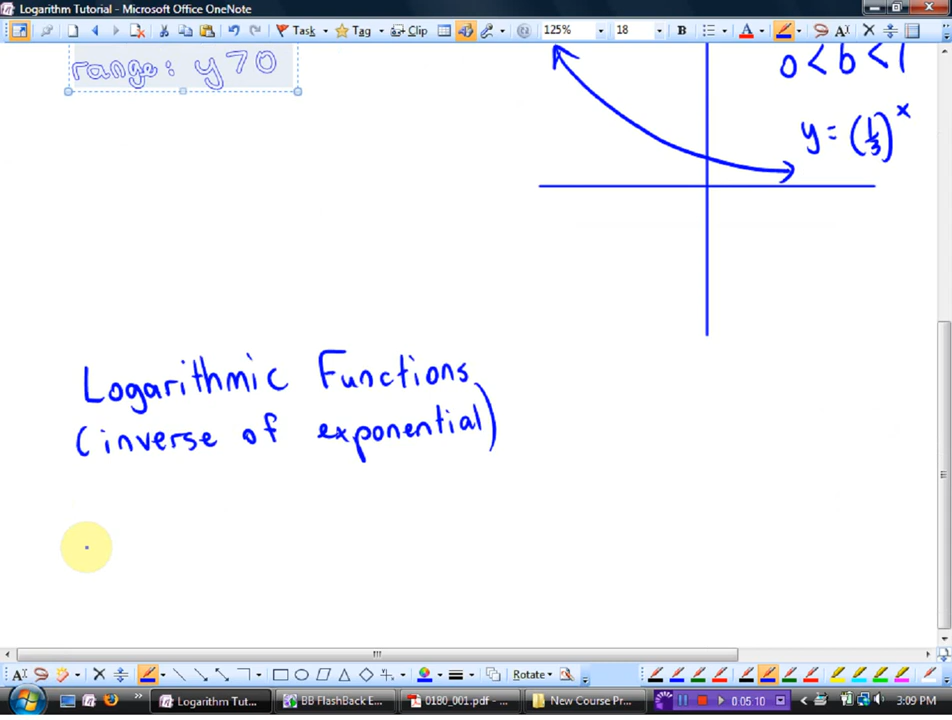 Logarithm Tutorial - Microsoft Office OneNote
Task Tag Clip 125% 18 B A
range: y > 0
0 < b < 1
y = (1/3)^x
Logarithmic Functions
(inverse of exponential)
Rotate
Logarithm Tutorial - ... BB FlashBack E... 0180_001.pdf - ... New Course Pr... 0:05:10 3:09 PM